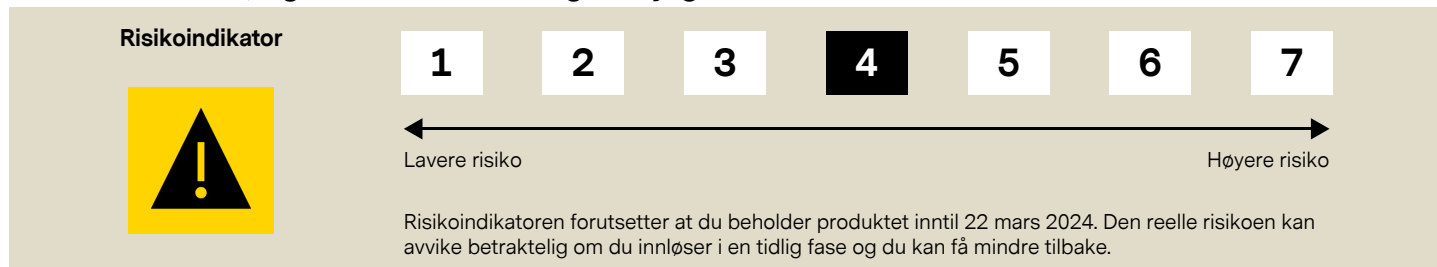 Risikoindikator
1 2 3 4 5 6 7
Lavere risiko Høyere risiko
Risikoindikatoren forutsetter at du beholder produktet inntil 22 mars 2024. Den reelle risikoen kan
avvike betraktelig om du innløser i en tidlig fase og du kan få mindre tilbake.